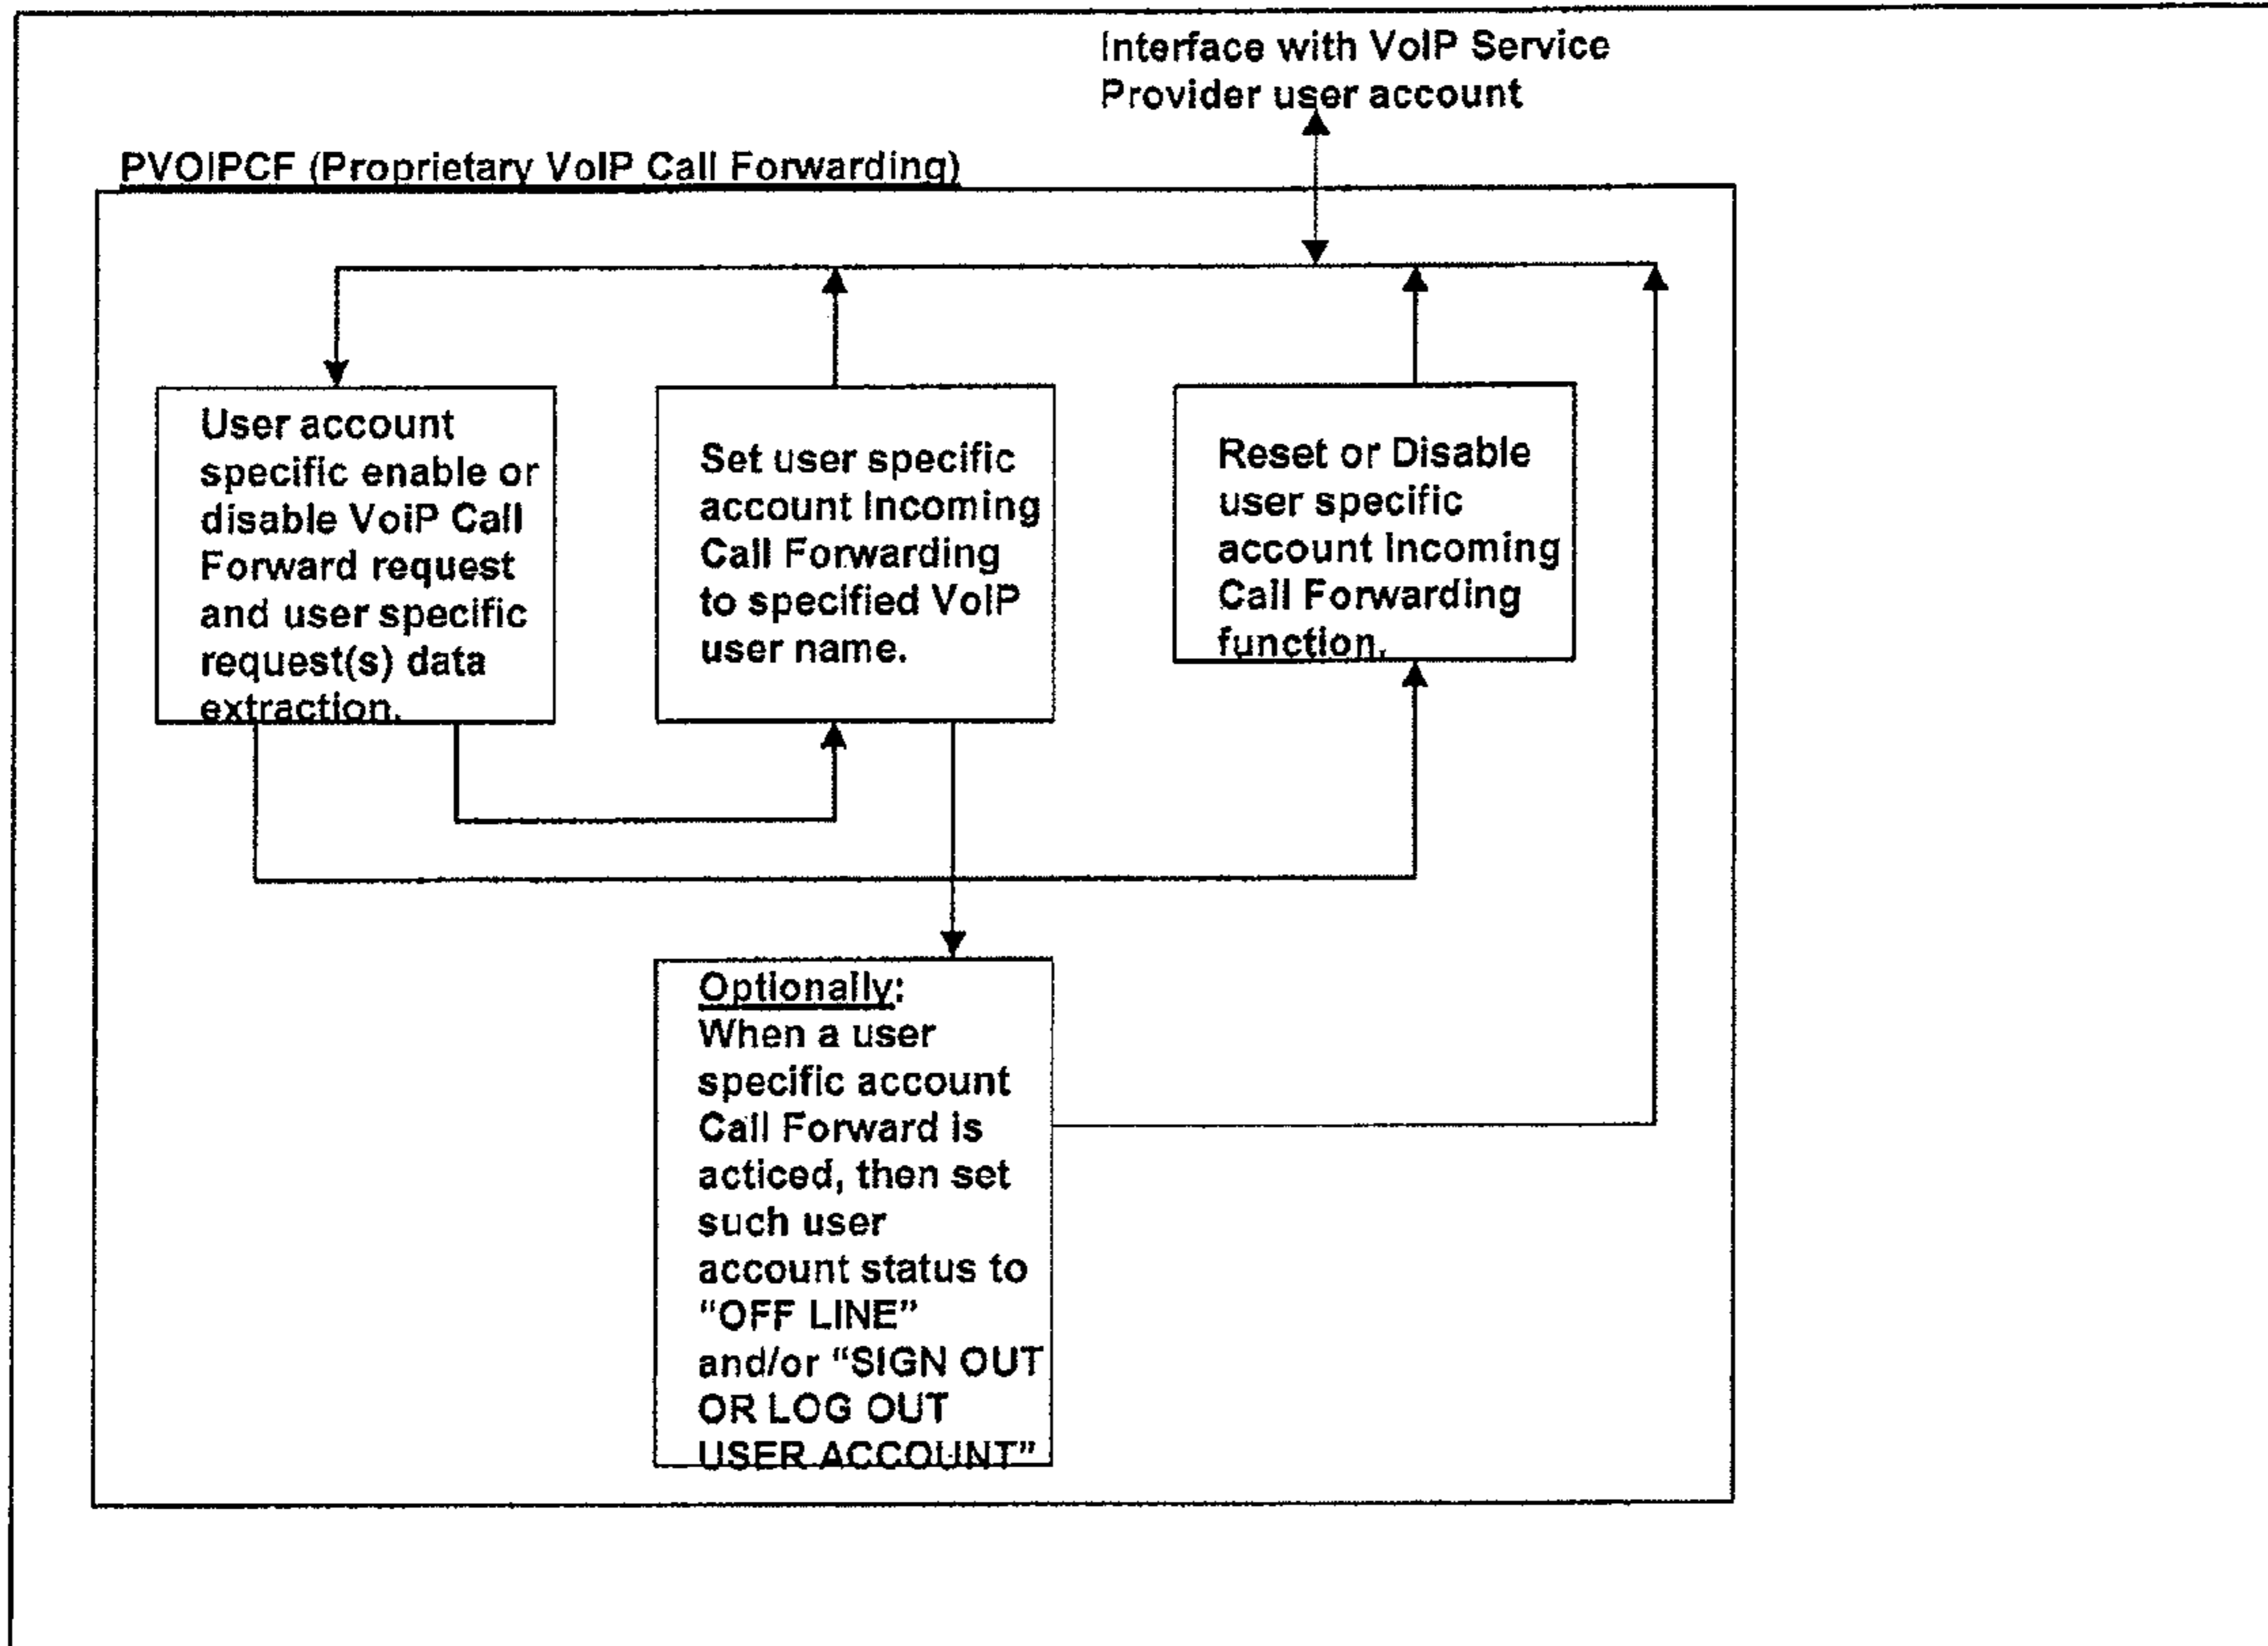 Interface with VoIP Service
Provider user account
PVOIPCF (Proprietary VoIP Call Forwarding)
User account
specific enable or
disable VoiP Call
Forward request
and user specific
request(s) data
extraction.
Set user specific
account Incoming
Call Forwarding
to specified VoIP
user name.
Reset or Disable
user specific
account Incoming
Call Forwarding
function.
Optionally:
When a user
specific account
Call Forward is
acticed, then set
such user
account status to
“OFF LINE”
and/or “SIGN OUT
OR LOG OUT
USER ACCOUNT”